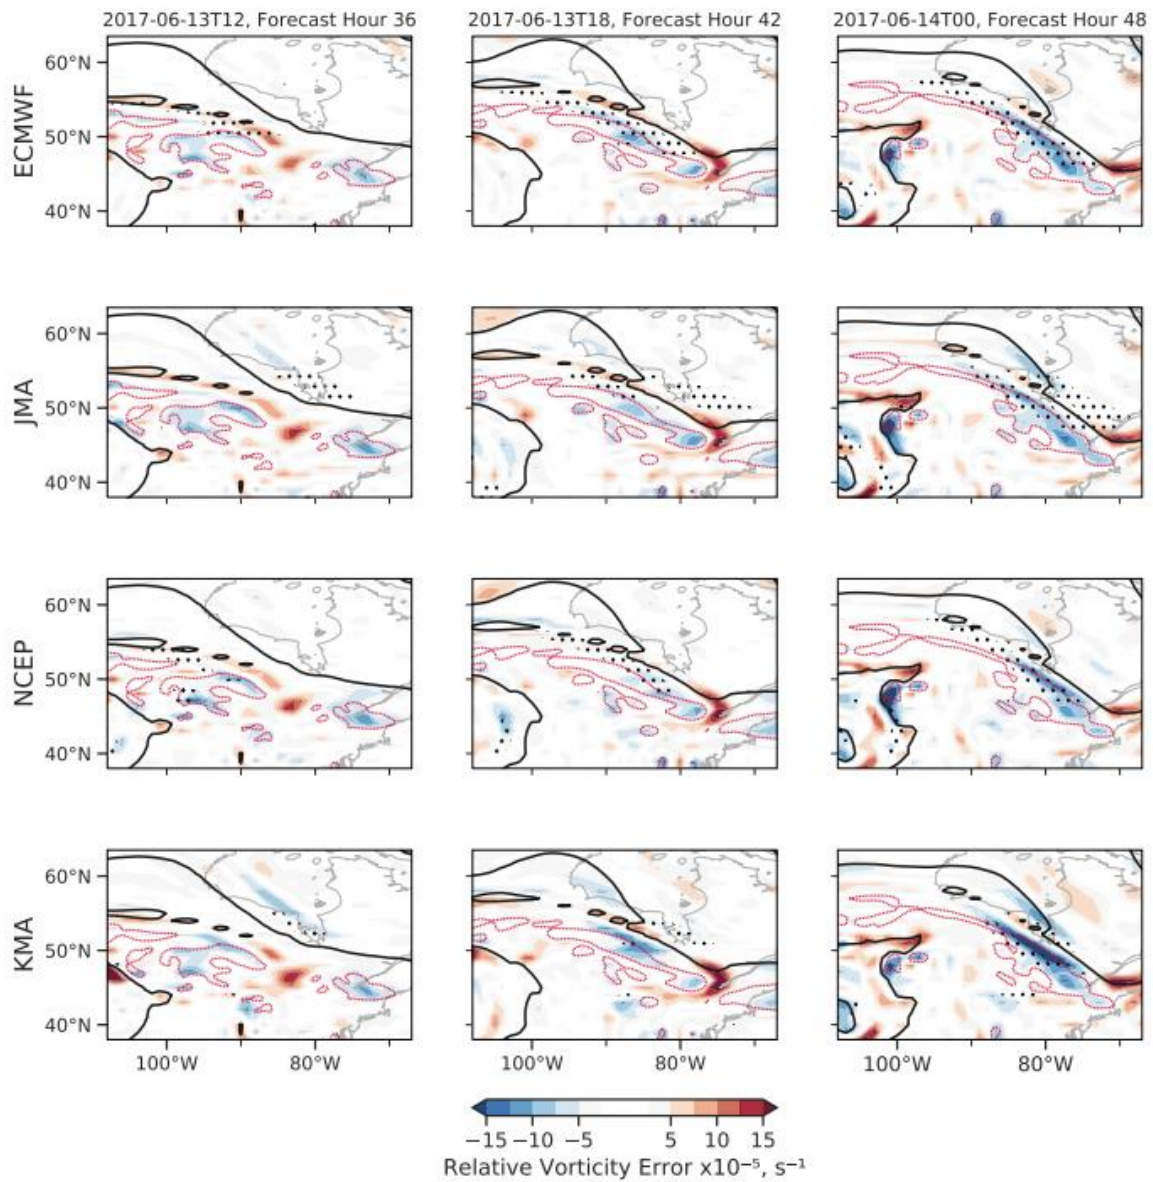 2017-06-13T12, Forecast Hour 36
2017-06-13T18, Forecast Hour 42
2017-06-14T00, Forecast Hour 48
ECMWF
60°N
50°N
40°N
JMA
60°N
50°N
40°N
NCEP
60°N
50°N
40°N
KMA
60°N
50°N
40°N
100°W 80°W
100°W 80°W
100°W 80°W
−15 −10 −5 5 10 15
Relative Vorticity Error x10⁻⁵, s⁻¹